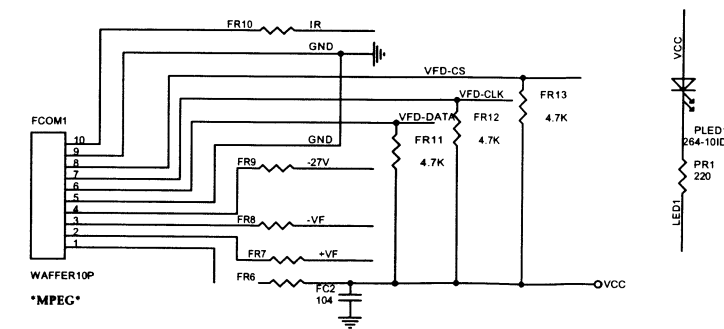 FR10 IR
GND
VFD-CS
VCC
FCOM1
VFD-CLK
FR13
10
VFD-DATA
FR12
4.7K
9
GND
FR11
4.7K
PLED1
8
264-10ID
7
FR9 -27V
4.7K
6
PR1
5
220
4
3
FR8 -VF
2
LED1
1
FR7 +VF
WAFFER10P
FR6
VCC
FC2
104
*MPEG*